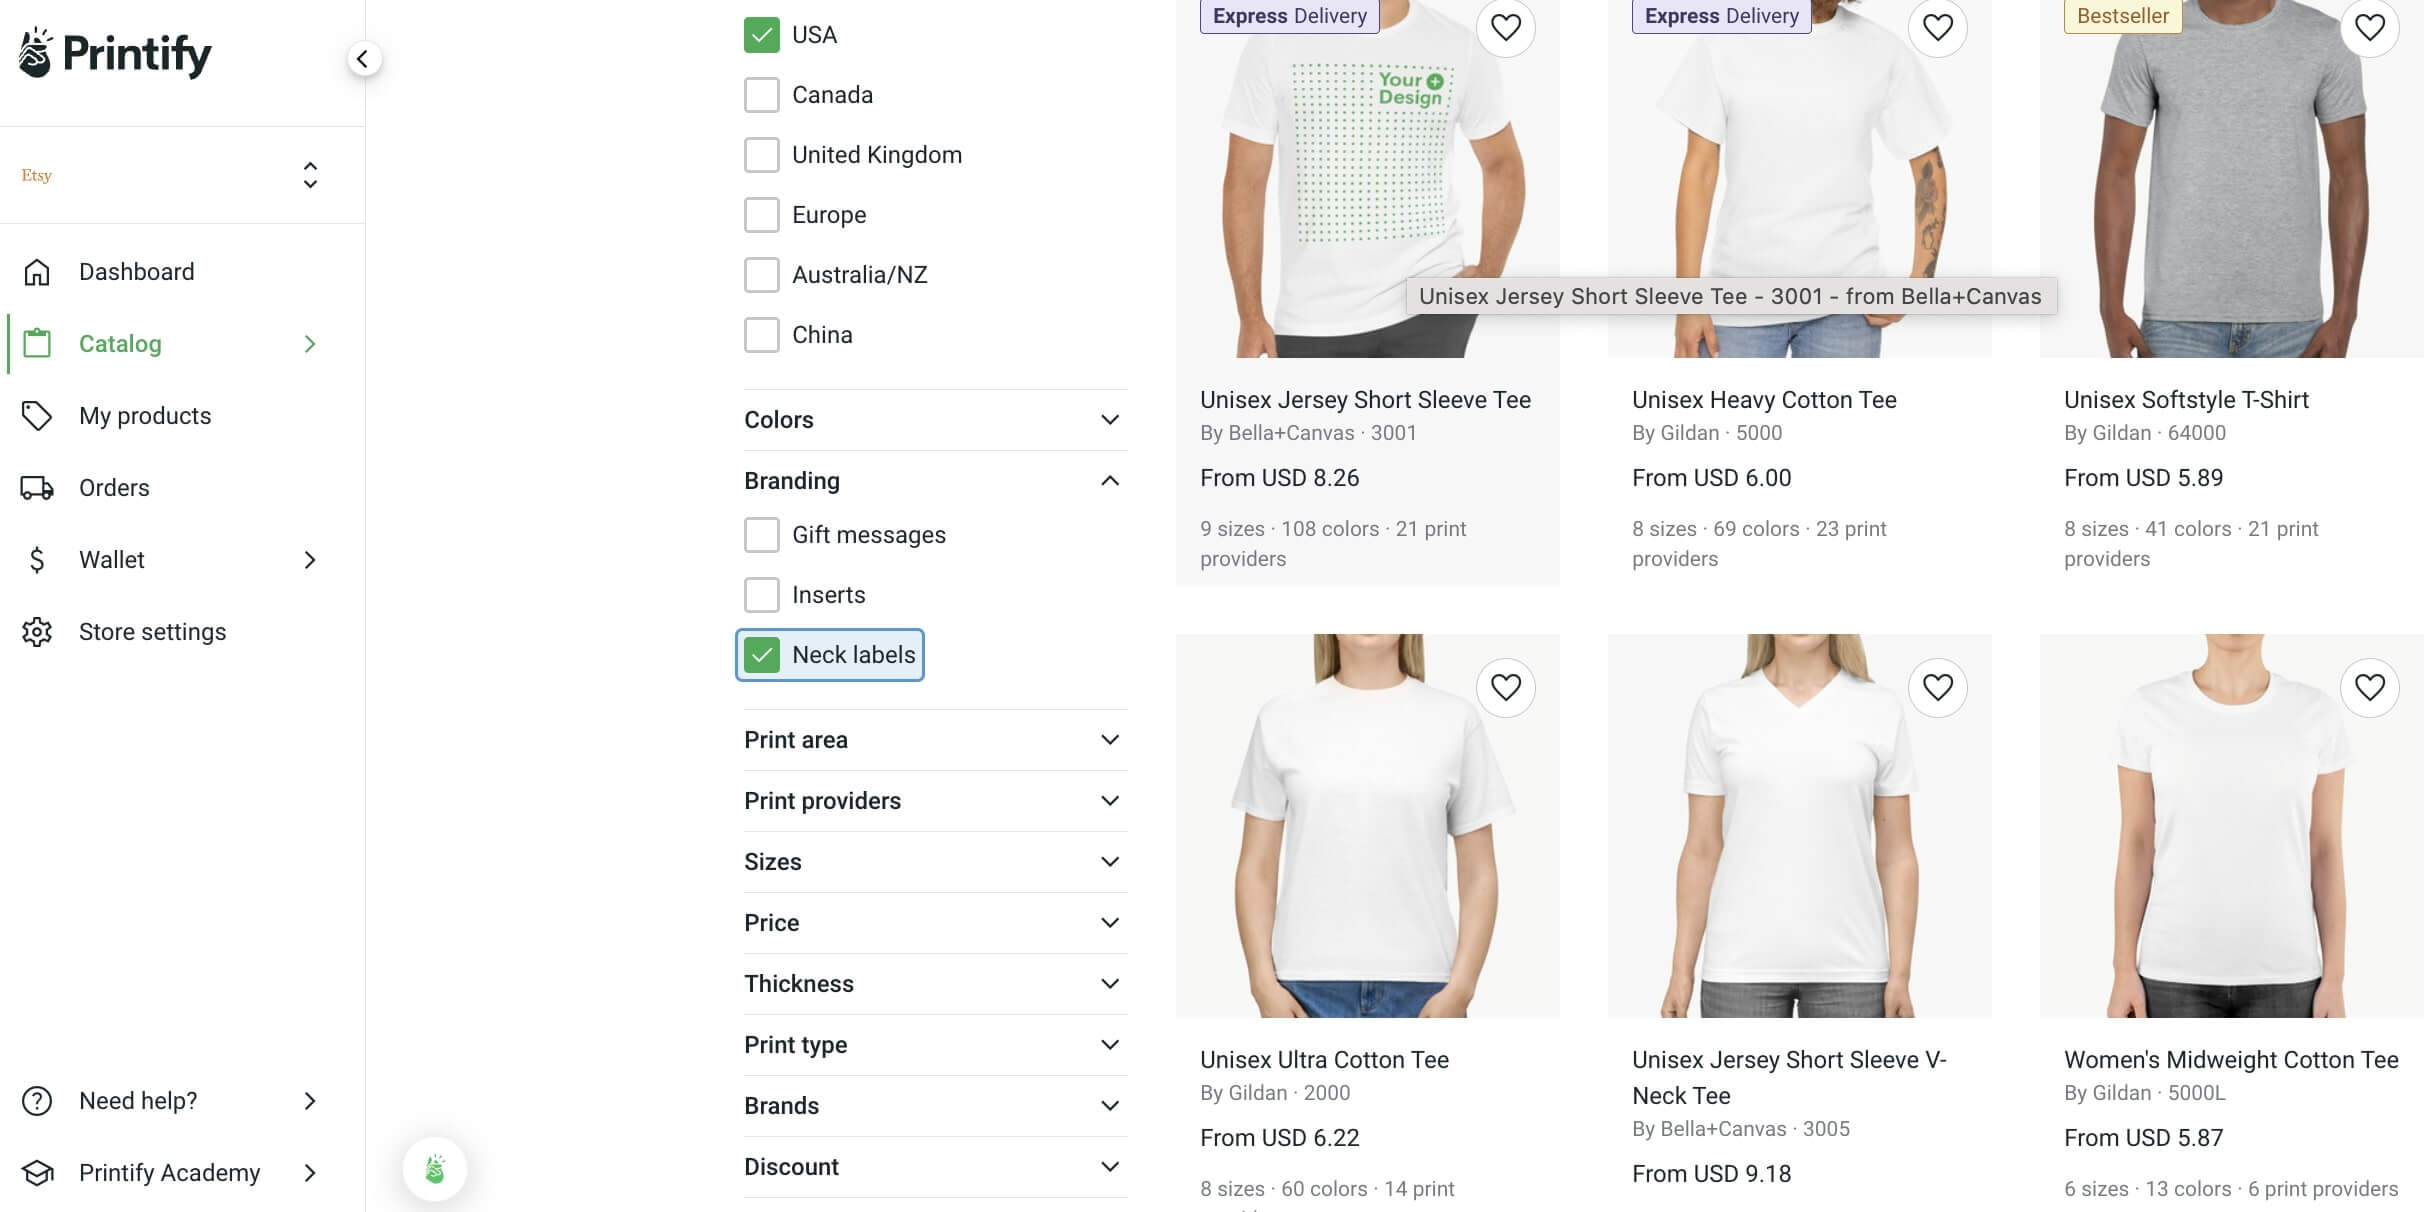 Printify
Etsy
Dashboard
Catalog
My products
Orders
Wallet
Store settings
Need help?
Printify Academy
USA
Canada
United Kingdom
Europe
Australia/NZ
China
Colors
Branding
Gift messages
Inserts
Neck labels
Print area
Print providers
Sizes
Price
Thickness
Print type
Brands
Discount
Express Delivery
Your
Design
Unisex Jersey Short Sleeve Tee - 3001 - from Bella+Canvas
Unisex Jersey Short Sleeve Tee
By Bella+Canvas · 3001
From USD 8.26
9 sizes · 108 colors · 21 print
providers
Express Delivery
Unisex Heavy Cotton Tee
By Gildan · 5000
From USD 6.00
8 sizes · 69 colors · 23 print
providers
Bestseller
Unisex Softstyle T-Shirt
By Gildan · 64000
From USD 5.89
8 sizes · 41 colors · 21 print
providers
Unisex Ultra Cotton Tee
By Gildan · 2000
From USD 6.22
8 sizes · 60 colors · 14 print
Unisex Jersey Short Sleeve V-
Neck Tee
By Bella+Canvas · 3005
From USD 9.18
Women's Midweight Cotton Tee
By Gildan · 5000L
From USD 5.87
6 sizes · 13 colors · 6 print providers